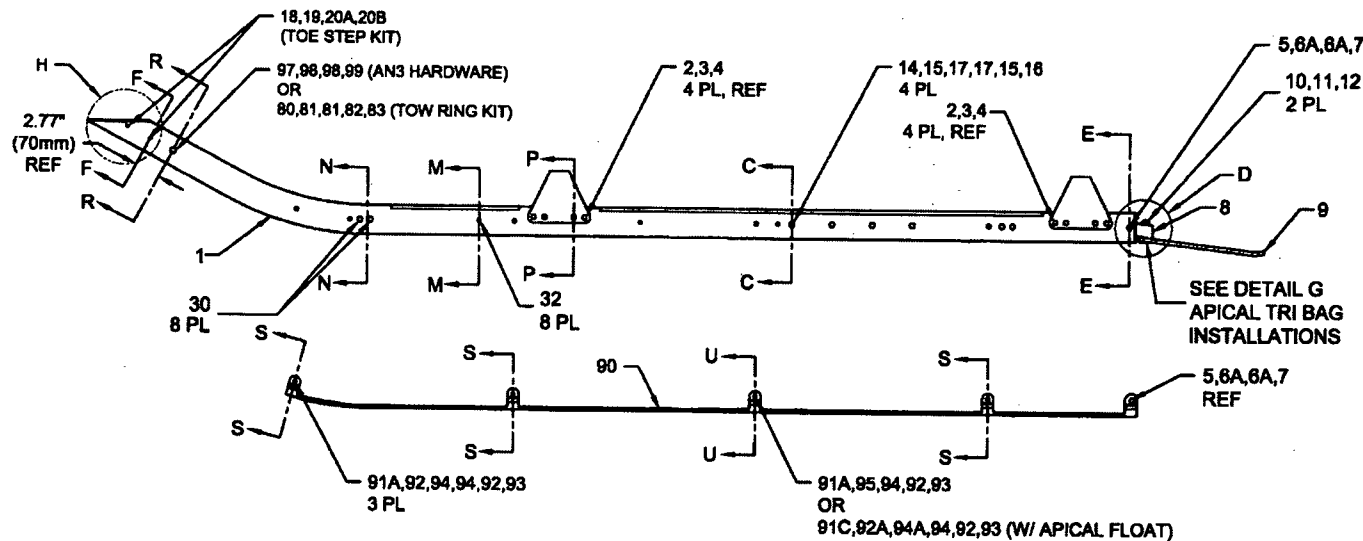 18,19,20A,20B
(TOE STEP KIT)
H
R
F
97,98,98,99 (AN3 HARDWARE)
OR
80,81,81,82,83 (TOW RING KIT)
2.77"
(70mm)
REF
F
R
2,3,4
4 PL, REF
14,15,17,17,15,16
4 PL
2,3,4
4 PL, REF
5,6A,6A,7
10,11,12
2 PL
N
M
P
C
E
D
8
9
1
N
M
P
C
E
30
8 PL
32
8 PL
SEE DETAIL G
APICAL TRI BAG
INSTALLATIONS
S
S
90
U
S
5,6A,6A,7
REF
S
S
U
S
91A,92,94,94,92,93
3 PL
91A,95,94,92,93
OR
91C,92A,94A,94,92,93 (W/ APICAL FLOAT)